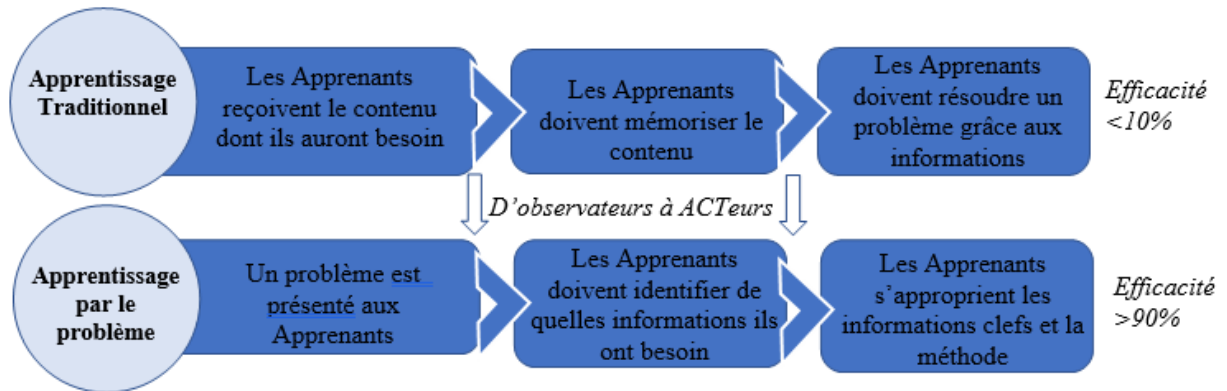 Apprentissage
Traditionnel
Les Apprenants
reçoivent le contenu
dont ils auront besoin
Les Apprenants
doivent mémoriser le
contenu
Les Apprenants
doivent résoudre un
problème grâce aux
informations
Efficacité
<10%
D’observateurs à ACTeurs
Apprentissage
par le
problème
Un problème est
présenté aux
Apprenants
Les Apprenants
doivent identifier de
quelles informations ils
ont besoin
Les Apprenants
s’approprient les
informations clefs et la
méthode
Efficacité
>90%